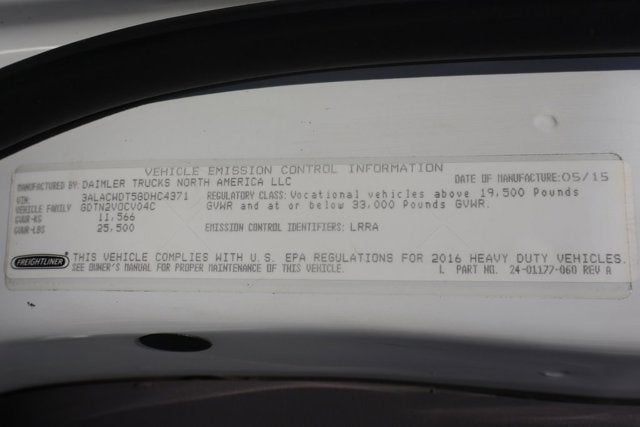 VEHICLE EMISSION CONTROL INFORMATION
MANUFACTURED BY: DAIMLER TRUCKS NORTH AMERICA LLC DATE OF MANUFACTURE: 05/15
VIN: 3ALACWDT5GDHC4371 REGULATORY CLASS: Vocational vehicles above 19,500 Pounds
VEHICLE FAMILY GDTN2VOCV04C GVWR and at or below 33,000 Pounds GVWR.
GVWR-KG 11,566
GVWR-LBS 25,500 EMISSION CONTROL IDENTIFIERS: LRRA
FREIGHTLINER THIS VEHICLE COMPLIES WITH U.S. EPA REGULATIONS FOR 2016 HEAVY DUTY VEHICLES.
SEE OWNER'S MANUAL FOR PROPER MAINTENANCE OF THIS VEHICLE. L PART NO. 24-01177-060 REV A